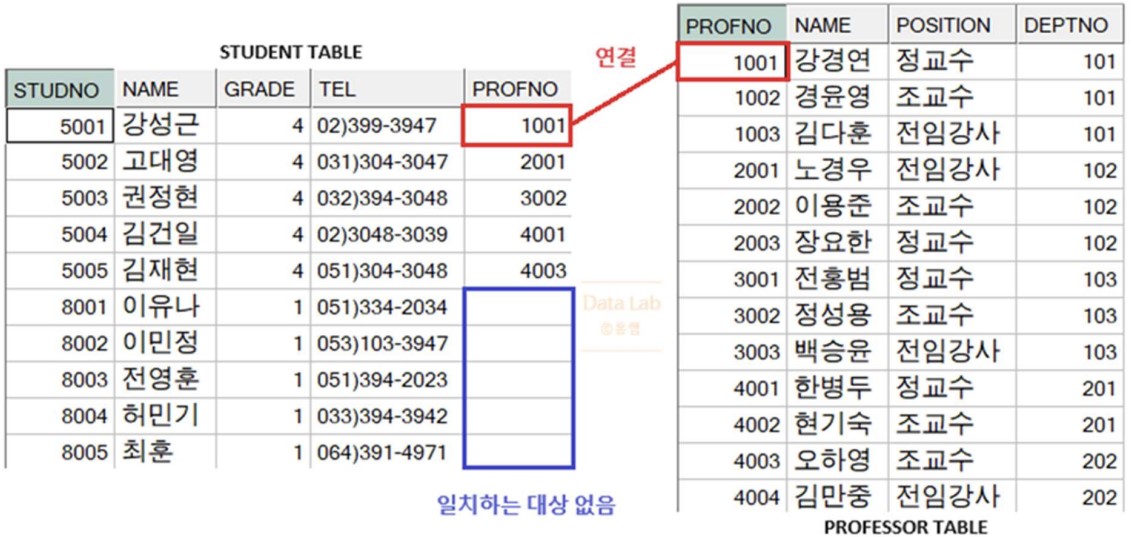 STUDENT TABLE
STUDNO NAME GRADE TEL PROFNO
5001 강성근 4 02)399-3947 1001
5002 고대영 4 031)304-3047 2001
5003 권정현 4 032)394-3048 3002
5004 김건일 4 02)3048-3039 4001
5005 김재현 4 051)304-3048 4003
8001 이유나 1 051)334-2034
8002 이민정 1 053)103-3947
8003 전영훈 1 051)394-2023
8004 허민기 1 033)394-3942
8005 최훈 1 064)391-4971
일치하는 대상 없음
연결
Data Lab
PROFNO NAME POSITION DEPTNO
1001 강경연 정교수 101
1002 경윤영 조교수 101
1003 김다훈 전임강사 101
2001 노경우 전임강사 102
2002 이용준 조교수 102
2003 장요한 정교수 102
3001 전홍범 정교수 103
3002 정성용 조교수 103
3003 백승윤 전임강사 103
4001 한병두 정교수 201
4002 현기숙 조교수 201
4003 오하영 조교수 202
4004 김만중 전임강사 202
PROFESSOR TABLE